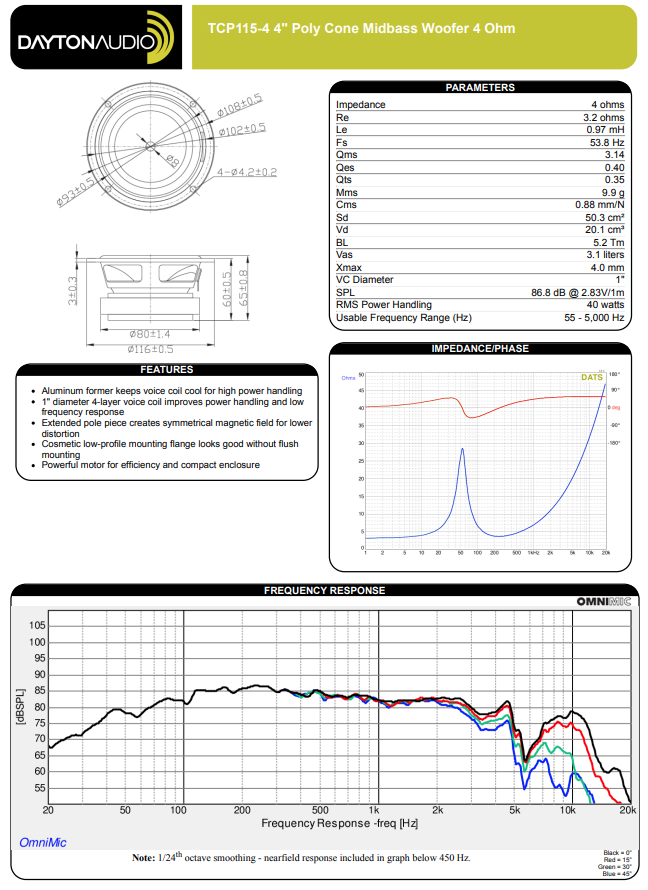 DAYTONAUDIO
TCP115-4 4" Poly Cone Midbass Woofer 4 Ohm
ø108±0.5
ø102±0.5
ø8
4-ø4.2±0.2
ø93±0.5
3±0.3
60±0.5
65±0.8
ø80±1.4
ø116±0.5
PARAMETERS
Impedance 4 ohms
Re 3.2 ohms
Le 0.97 mH
Fs 53.8 Hz
Qms 3.14
Qes 0.40
Qts 0.35
Mms 9.9 g
Cms 0.88 mm/N
Sd 50.3 cm²
Vd 20.1 cm³
BL 5.2 Tm
Vas 3.1 liters
Xmax 4.0 mm
VC Diameter 1"
SPL 86.8 dB @ 2.83V/1m
RMS Power Handling 40 watts
Usable Frequency Range (Hz) 55 - 5,000 Hz
FEATURES
• Aluminum former keeps voice coil cool for high power handling
• 1" diameter 4-layer voice coil improves power handling and low
frequency response
• Extended pole piece creates symmetrical magnetic field for lower
distortion
• Cosmetic low-profile mounting flange looks good without flush
mounting
• Powerful motor for efficiency and compact enclosure
IMPEDANCE/PHASE
Ohms 50 DATS 180°
45 90°
40 0 deg
35 -90°
30 -180°
25
20
15
10
5
0
1 2 5 10 20 50 100 200 500 1kHz 2k 5k 10k 20k
FREQUENCY RESPONSE
OMNIMIC
[dBSPL]
105
100
95
90
85
80
75
70
65
60
55
20 50 100 200 500 1k 2k 5k 10k 20k
Frequency Response -freq [Hz]
OmniMic
Note: 1/24th octave smoothing - nearfield response included in graph below 450 Hz.
Black = 0°
Red = 15°
Green = 30°
Blue = 45°